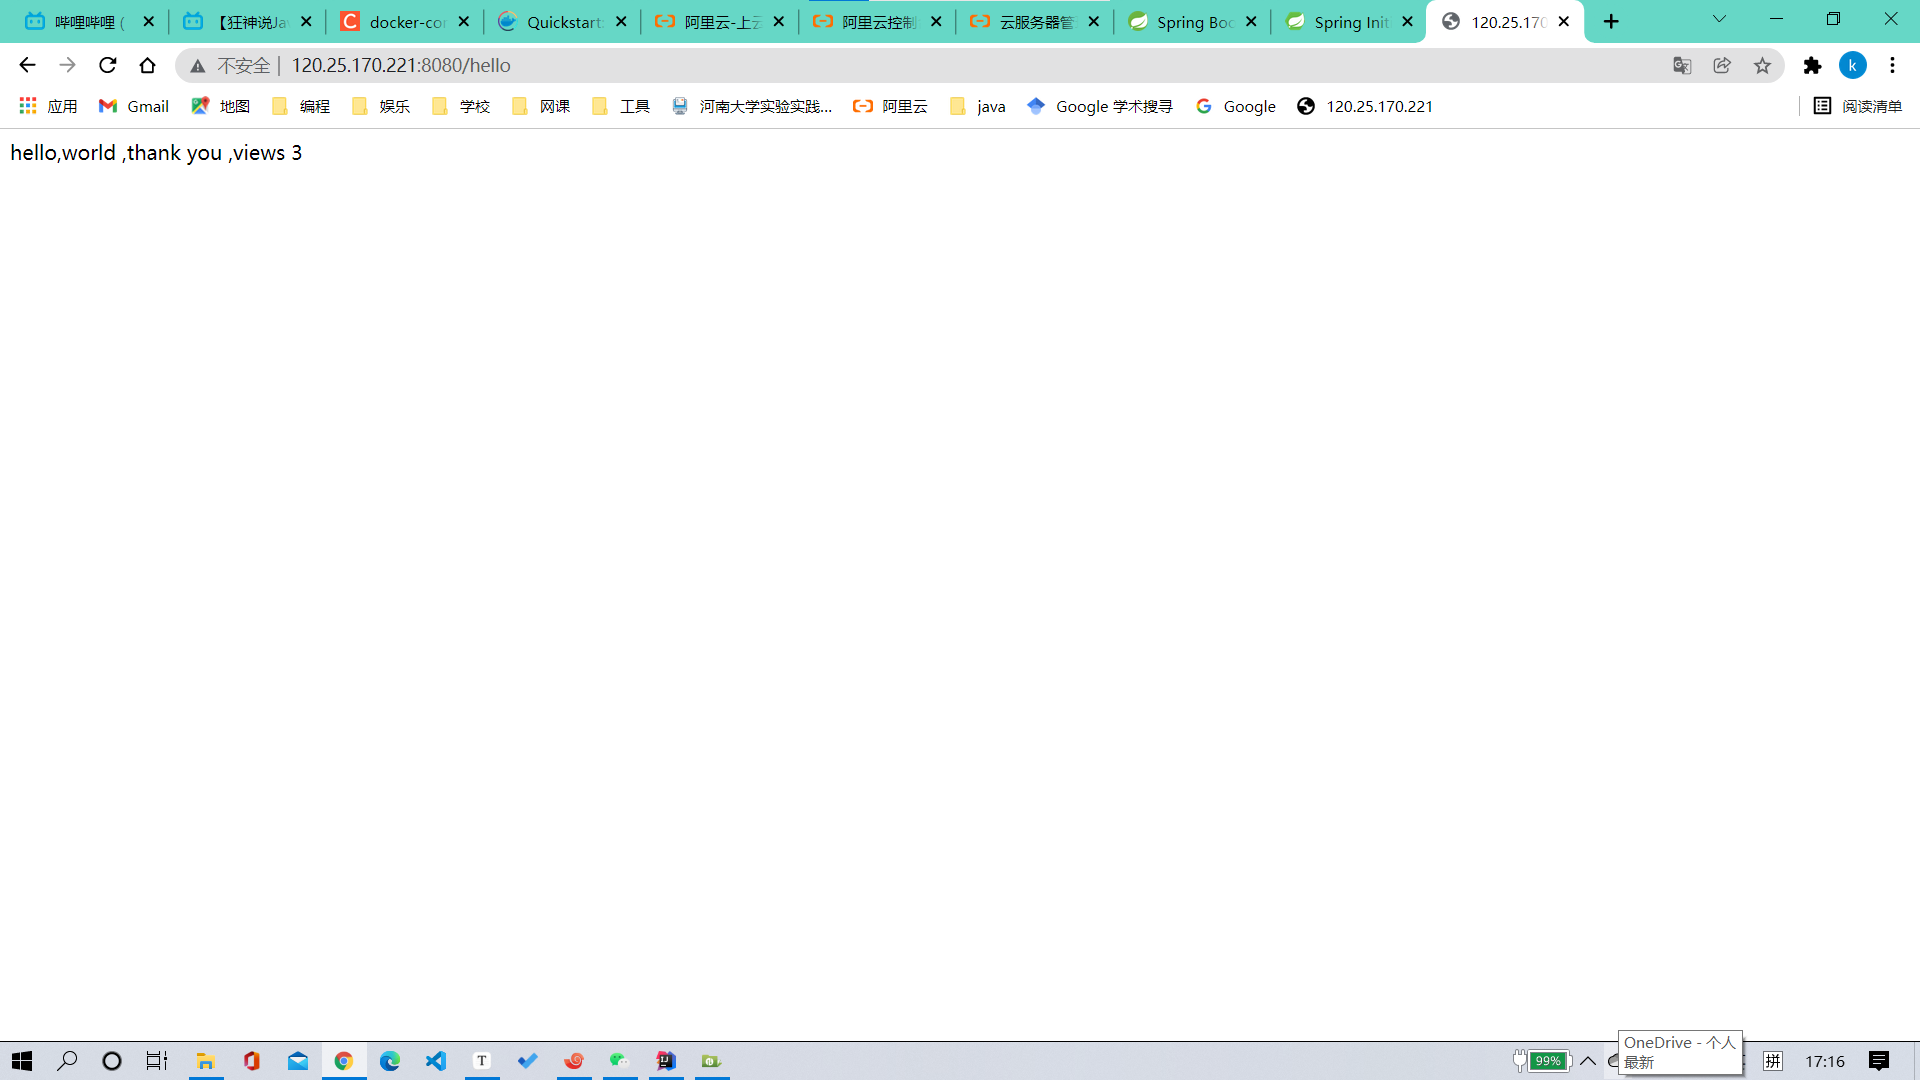 哔哩哔哩 (
【狂神说Ja
docker-co
Quickstart:
阿里云-上云
阿里云控制
云服务器管
Spring Boo
Spring Init
120.25.170
不安全 | 120.25.170.221:8080/hello
k
应用
Gmail
地图
编程
娱乐
学校
网课
工具
河南大学实验实践...
阿里云
java
Google 学术搜寻
Google
120.25.170.221
阅读清单
hello,world ,thank you ,views 3
T
99%
OneDrive - 个人
最新
拼
17:16